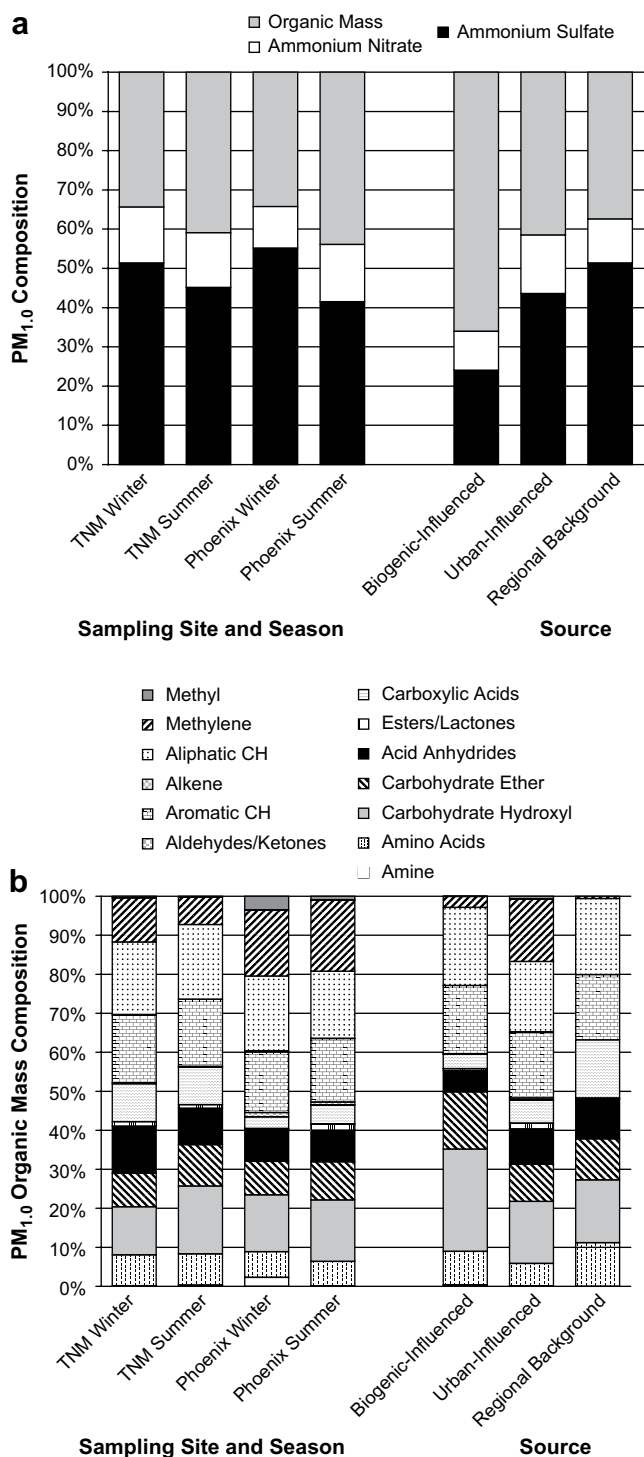 a
Organic Mass
Ammonium Sulfate
Ammonium Nitrate
100%
90%
80%
70%
60%
50%
40%
30%
20%
10%
0%
PM1.0 Composition
TNM Winter
TNM Summer
Phoenix Winter
Phoenix Summer
Biogenic-Influenced
Urban-Influenced
Regional Background
Sampling Site and Season
Source
Methyl
Methylene
Aliphatic CH
Alkene
Aromatic CH
Aldehydes/Ketones
Carboxylic Acids
Esters/Lactones
Acid Anhydrides
Carbohydrate Ether
Carbohydrate Hydroxyl
Amino Acids
Amine
b
100%
90%
80%
70%
60%
50%
40%
30%
20%
10%
0%
PM1.0 Organic Mass Composition
TNM Winter
TNM Summer
Phoenix Winter
Phoenix Summer
Biogenic-Influenced
Urban-Influenced
Regional Background
Sampling Site and Season
Source